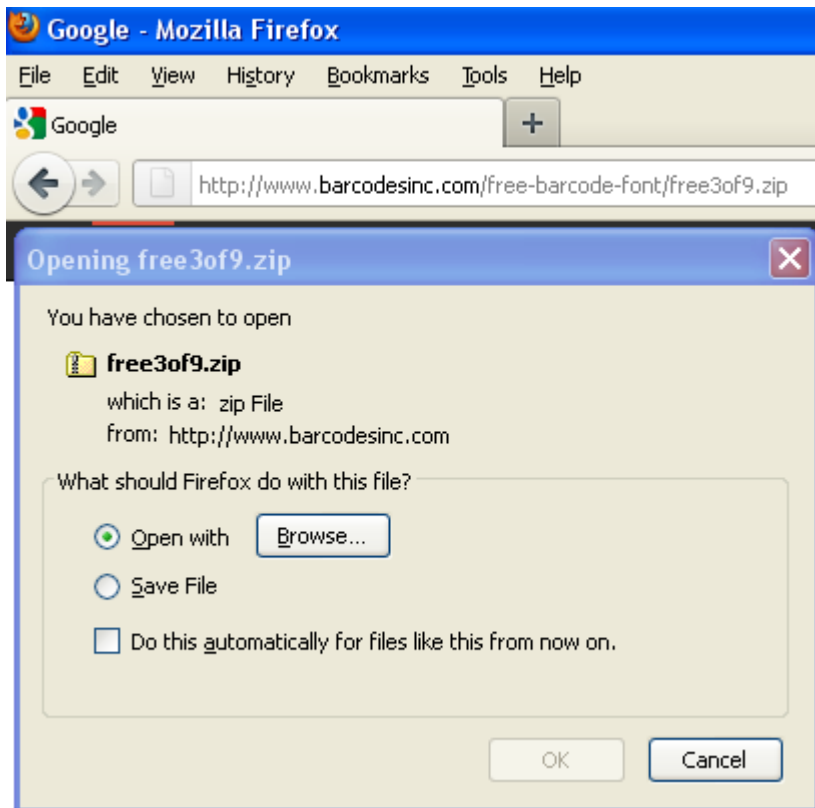 Google - Mozilla Firefox
File Edit View History Bookmarks Tools Help
Google +
http://www.barcodesinc.com/free-barcode-font/free3of9.zip
Opening free3of9.zip
You have chosen to open
free3of9.zip
which is a: zip File
from: http://www.barcodesinc.com
What should Firefox do with this file?
Open with Browse...
Save File
Do this automatically for files like this from now on.
OK Cancel